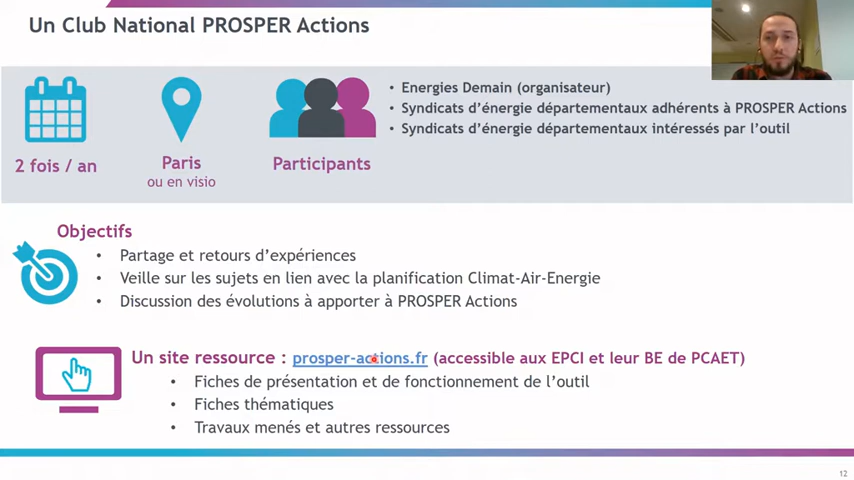 Un Club National PROSPER Actions
2 fois / an
Paris
ou en visio
Participants
• Energies Demain (organisateur)
• Syndicats d’énergie départementaux adhérents à PROSPER Actions
• Syndicats d’énergie départementaux intéressés par l’outil
Objectifs
• Partage et retours d’expériences
• Veille sur les sujets en lien avec la planification Climat-Air-Energie
• Discussion des évolutions à apporter à PROSPER Actions
Un site ressource : prosper-actions.fr (accessible aux EPCI et leur BE de PCAET)
• Fiches de présentation et de fonctionnement de l’outil
• Fiches thématiques
• Travaux menés et autres ressources
12